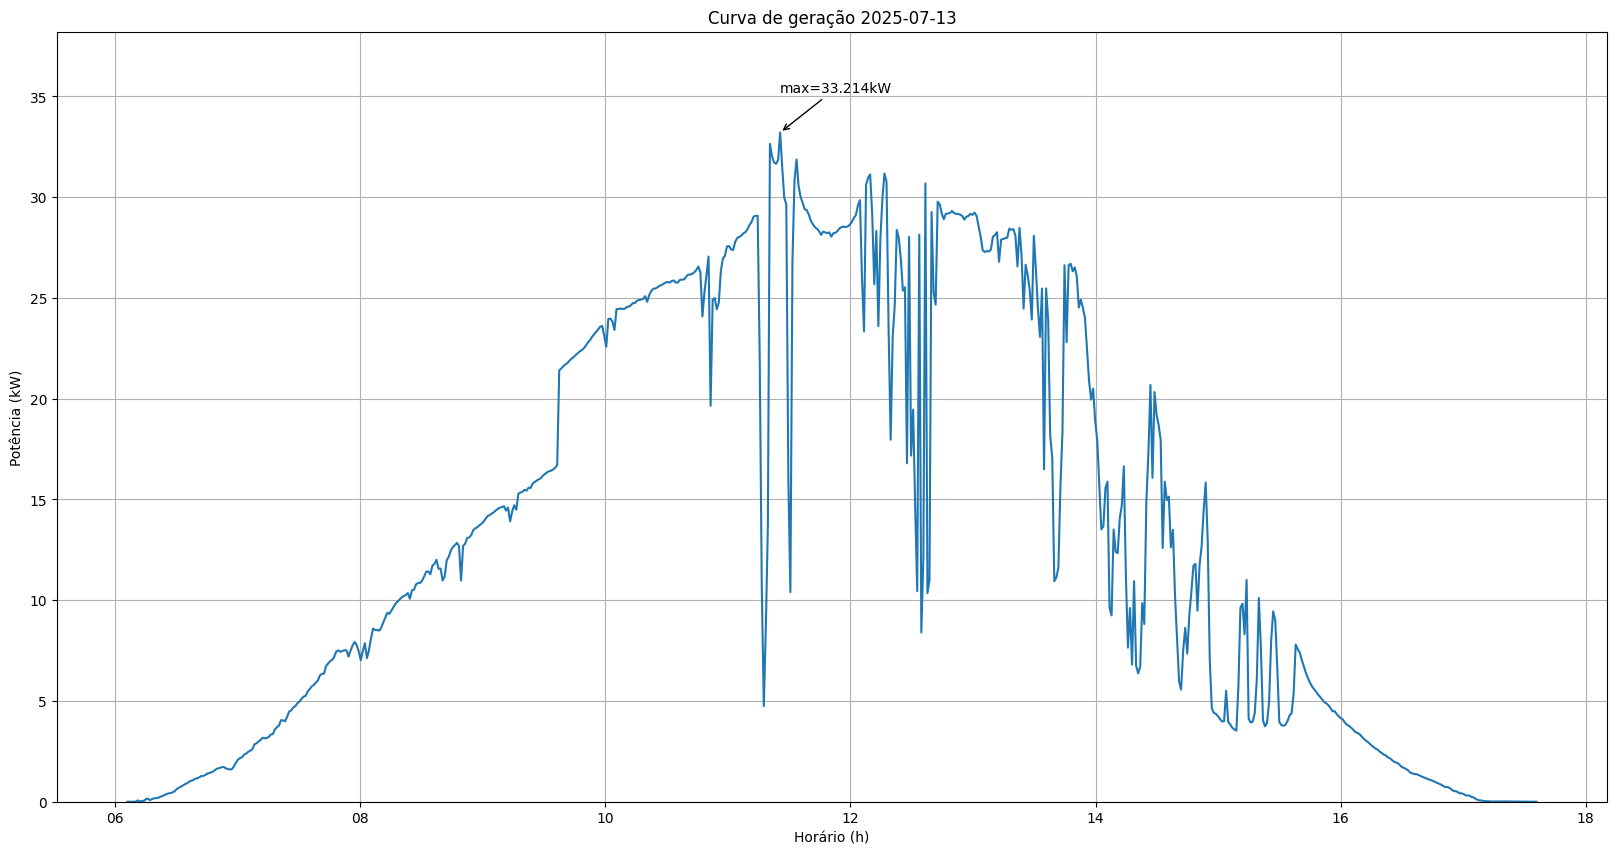 Curva de geração 2025-07-13
max=33.214kW
35
30
25
20
15
10
5
0
Potência (kW)
06 08 10 12 14 16 18
Horário (h)